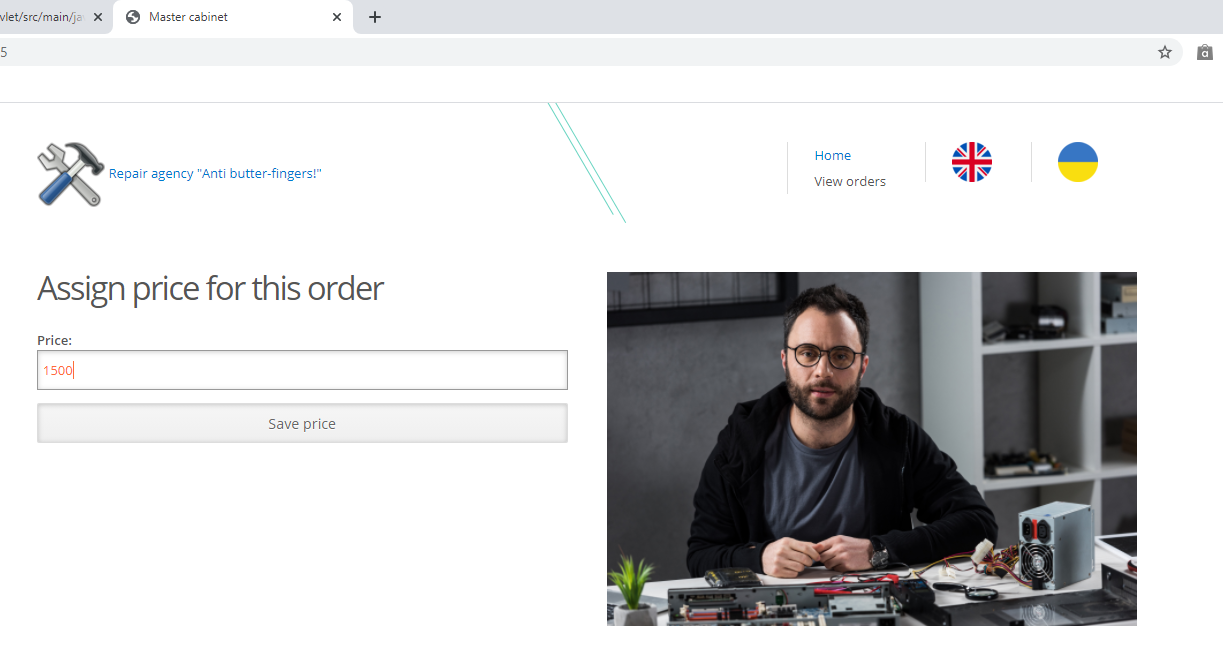 vlet/src/main/ja
Master cabinet
5
Repair agency "Anti butter-fingers!"
Home
View orders
Assign price for this order
Price:
1500
Save price